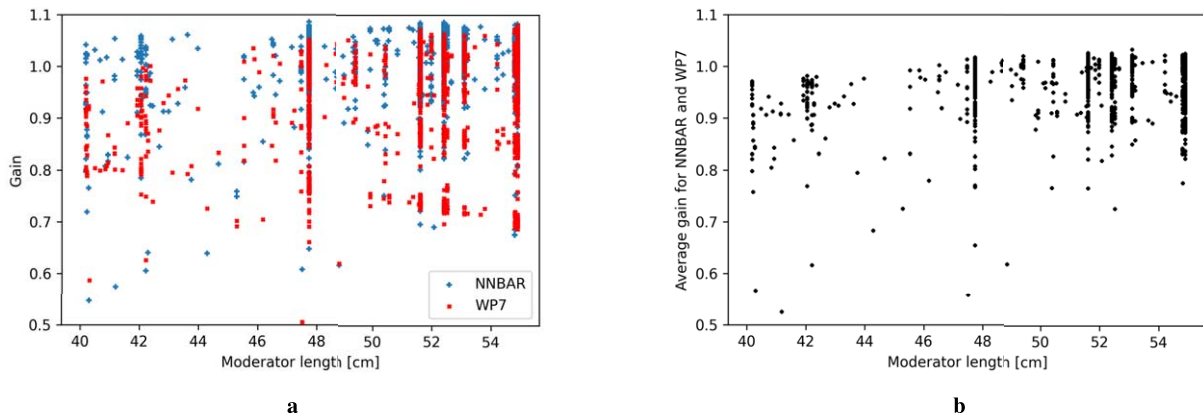 1.1
1.0
0.9
0.8
0.7
0.6
0.5
Gain
40 42 44 46 48 50 52 54
Moderator length [cm]
NNBAR
WP7
a
1.1
1.0
0.9
0.8
0.7
0.6
0.5
Average gain for NNBAR and WP7
40 42 44 46 48 50 52 54
Moderator length [cm]
b